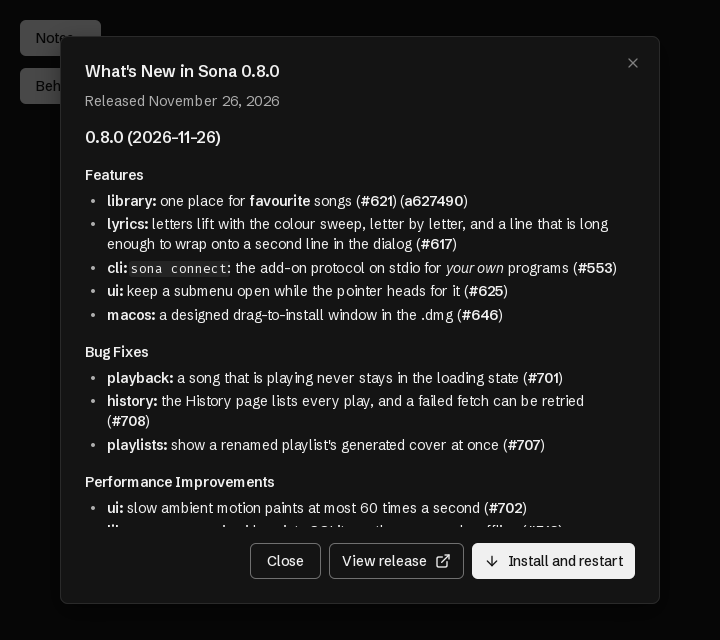 Notes
Beh
What's New in Sona 0.8.0
Released November 26, 2026
0.8.0 (2026-11-26)
Features
• library: one place for favourite songs (#621) (a627490)
• lyrics: letters lift with the colour sweep, letter by letter, and a line that is long
enough to wrap onto a second line in the dialog (#617)
• cli: sona connect: the add-on protocol on stdio for your own programs (#553)
• ui: keep a submenu open while the pointer heads for it (#625)
• macos: a designed drag-to-install window in the .dmg (#646)
Bug Fixes
• playback: a song that is playing never stays in the loading state (#701)
• history: the History page lists every play, and a failed fetch can be retried
(#708)
• playlists: show a renamed playlist's generated cover at once (#707)
Performance Improvements
• ui: slow ambient motion paints at most 60 times a second (#702)
Close
View release
Install and restart